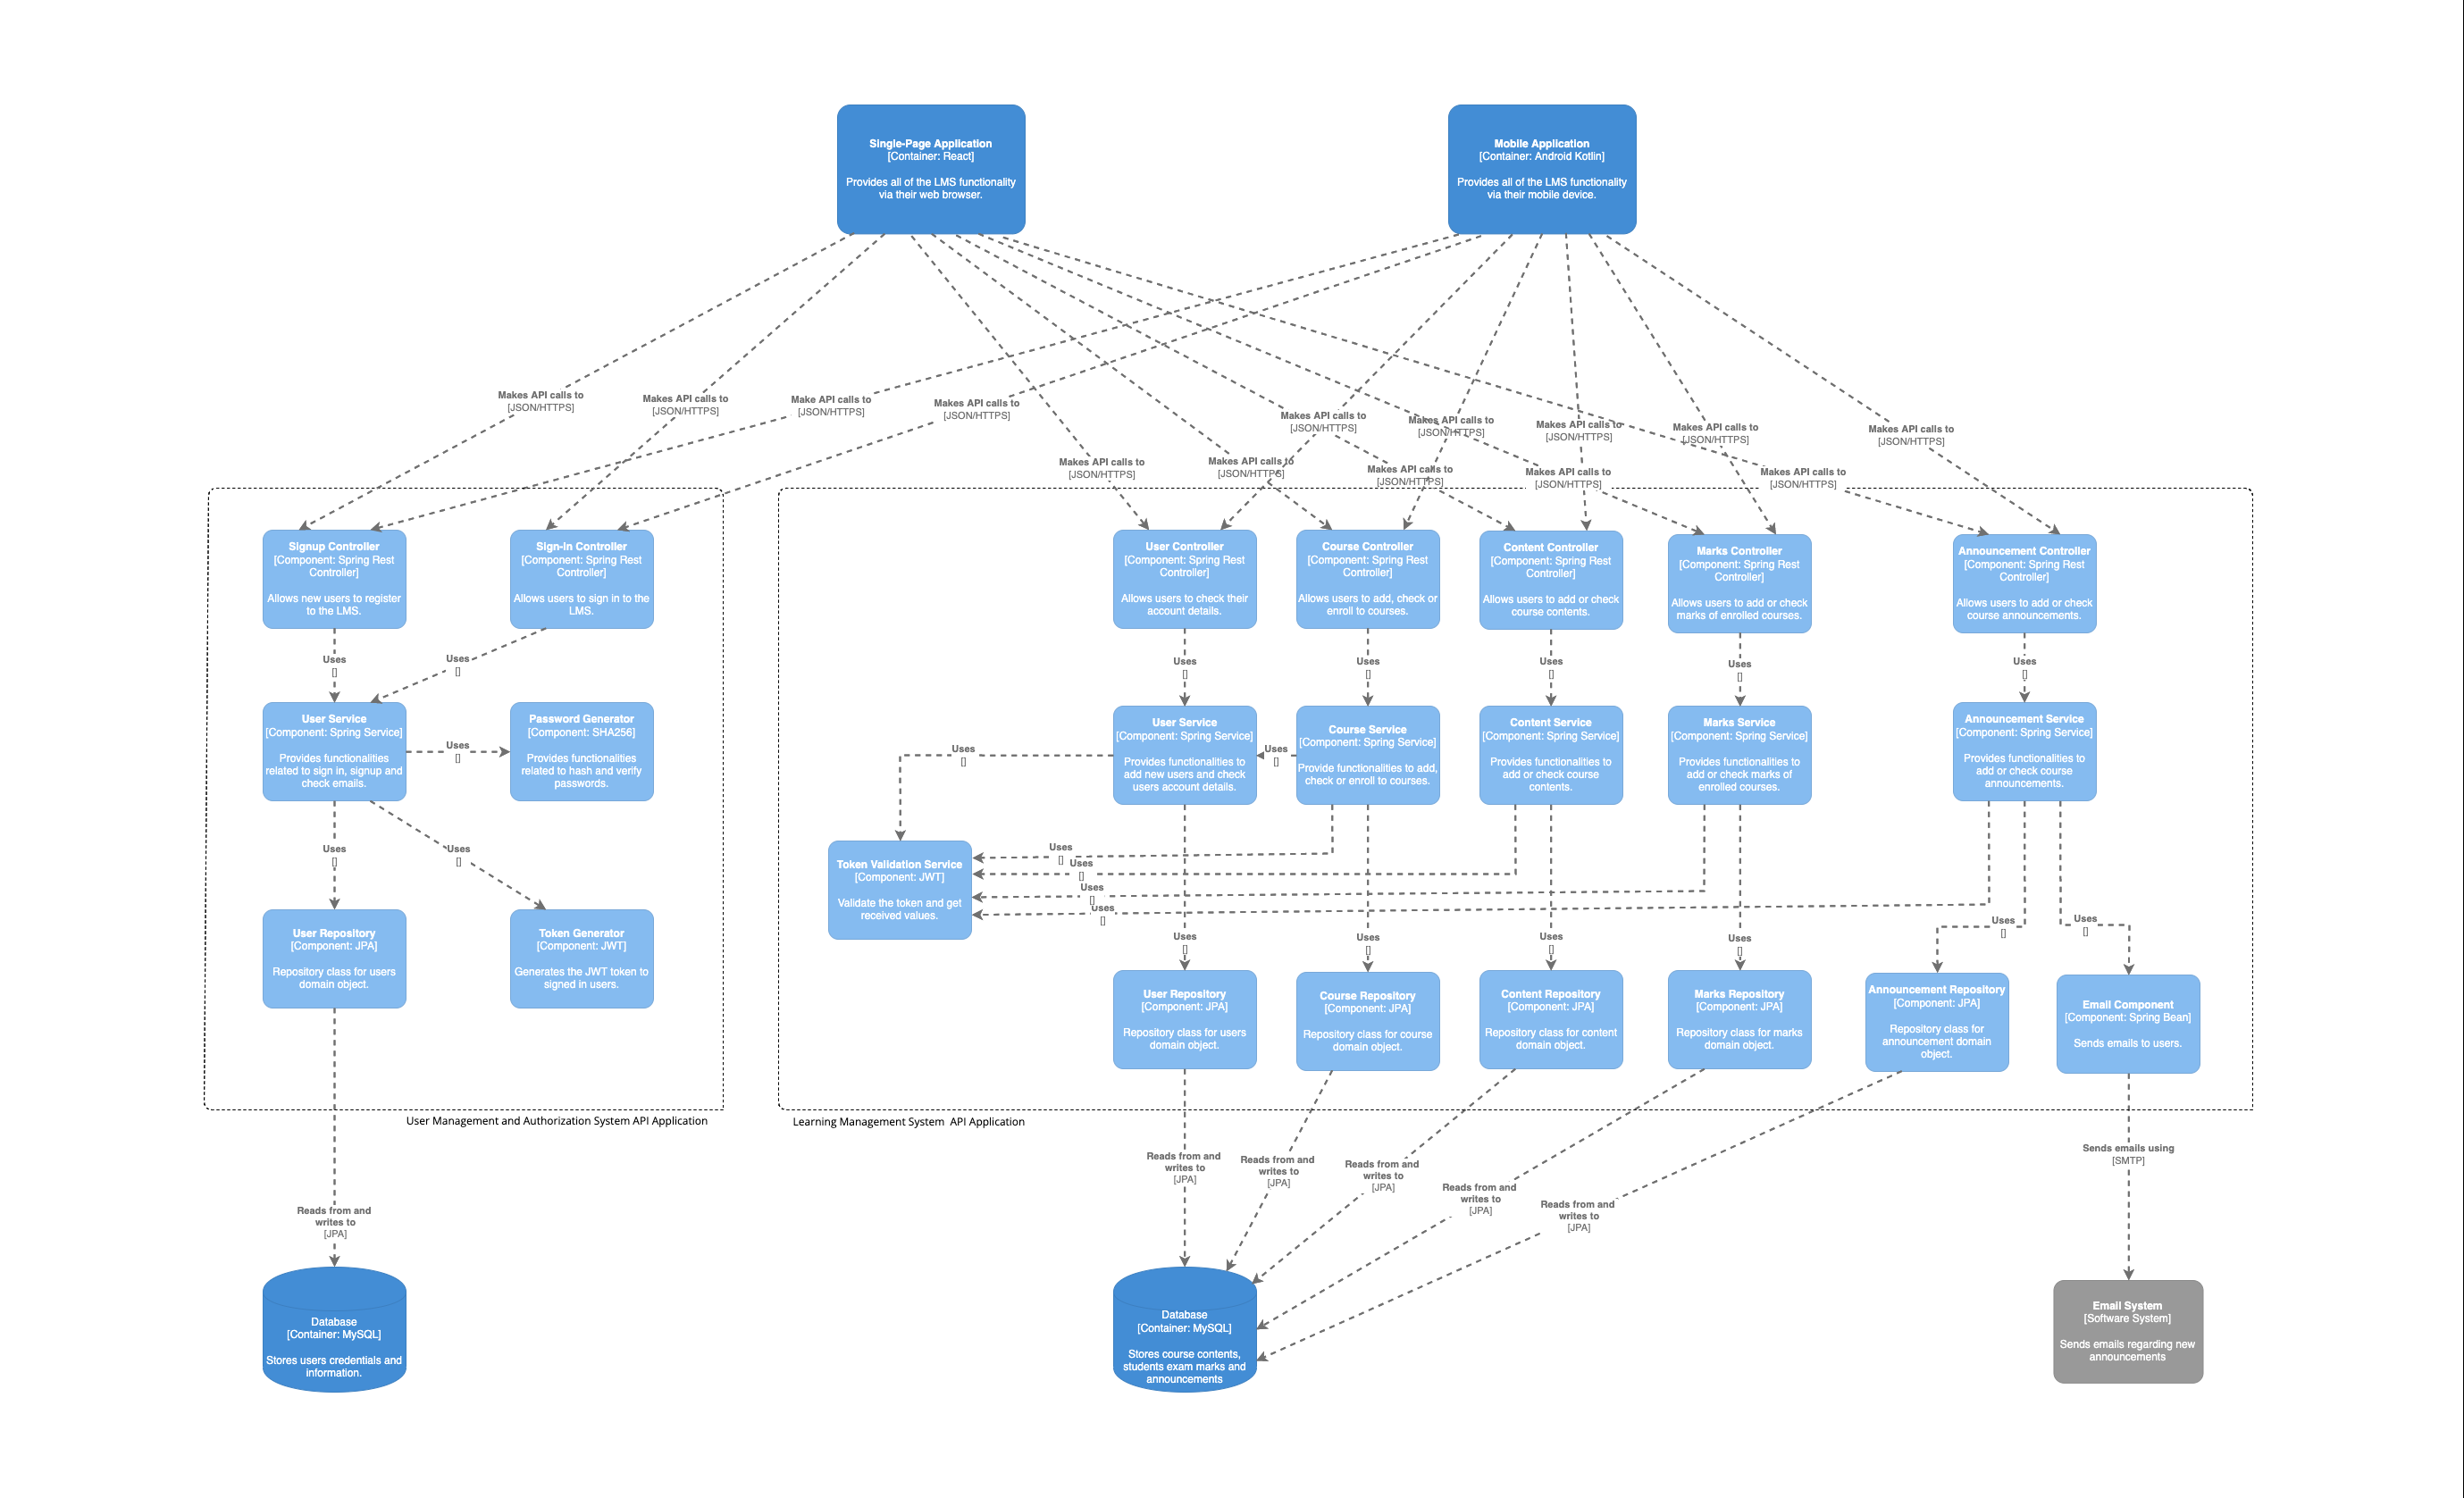 Single-Page Application
[Container: React]
Provides all of the LMS functionality
via their web browser.
Mobile Application
[Container: Android Kotlin]
Provides all of the LMS functionality
via their mobile device.
Makes API calls to
[JSON/HTTPS]
Makes API calls to
[JSON/HTTPS]
Make API calls to
[JSON/HTTPS]
Makes API calls to
[JSON/HTTPS]
Makes API calls to
[JSON/HTTPS]
Makes API calls to
[JSON/HTTPS]
Makes API calls to
[JSON/HTTPS]
Makes API calls to
[JSON/HTTPS]
Makes API calls to
[JSON/HTTPS]
Makes API calls to
[JSON/HTTPS]
Makes API calls to
[JSON/HTTPS]
Makes API calls to
[JSON/HTTPS]
Makes API calls to
[JSON/HTTPS]
Makes API calls to
[JSON/HTTPS]
Signup Controller
[Component: Spring Rest
Controller]
Allows new users to register
to the LMS.
Sign-in Controller
[Component: Spring Rest
Controller]
Allows users to sign in to the
LMS.
User Controller
[Component: Spring Rest
Controller]
Allows users to check their
account details.
Course Controller
[Component: Spring Rest
Controller]
Allows users to add, check or
enroll to courses.
Content Controller
[Component: Spring Rest
Controller]
Allows users to add or check
course contents.
Marks Controller
[Component: Spring Rest
Controller]
Allows users to add or check
marks of enrolled courses.
Announcement Controller
[Component: Spring Rest
Controller]
Allows users to add or check
course announcements.
Uses
[]
Uses
[]
Uses
[]
Uses
[]
Uses
[]
Uses
[]
Uses
[]
User Service
[Component: Spring Service]
Provides functionalities
related to sign in, signup and
check emails.
Uses
[]
Password Generator
[Component: SHA256]
Provides functionalities
related to hash and verify
passwords.
Uses
[]
User Service
[Component: Spring Service]
Provides functionalities to
add new users and check
users account details.
Uses
[]
Course Service
[Component: Spring Service]
Provide functionalities to add,
check or enroll to courses.
Content Service
[Component: Spring Service]
Provides functionalities to
add or check course
contents.
Marks Service
[Component: Spring Service]
Provides functionalities to
add or check marks of
enrolled courses.
Announcement Service
[Component: Spring Service]
Provides functionalities to
add or check course
announcements.
Uses
[]
Uses
[]
Token Validation Service
[Component: JWT]
Validate the token and get
received values.
Uses
[]
Uses
[]
Uses
[]
Uses
[]
Uses
[]
Uses
[]
Uses
[]
Uses
[]
Uses
[]
Uses
[]
User Repository
[Component: JPA]
Repository class for users
domain object.
Token Generator
[Component: JWT]
Generates the JWT token to
signed in users.
User Repository
[Component: JPA]
Repository class for users
domain object.
Course Repository
[Component: JPA]
Repository class for course
domain object.
Content Repository
[Component: JPA]
Repository class for content
domain object.
Marks Repository
[Component: JPA]
Repository class for marks
domain object.
Announcement Repository
[Component: JPA]
Repository class for
announcement domain
object.
Email Component
[Component: Spring Bean]
Sends emails to users.
User Management and Authorization System API Application
Learning Management System API Application
Reads from and
writes to
[JPA]
Reads from and
writes to
[JPA]
Reads from and
writes to
[JPA]
Reads from and
writes to
[JPA]
Reads from and
writes to
[JPA]
Reads from and
writes to
[JPA]
Sends emails using
[SMTP]
Database
[Container: MySQL]
Stores users credentials and
information.
Database
[Container: MySQL]
Stores course contents,
students exam marks and
announcements
Email System
[Software System]
Sends emails regarding new
announcements